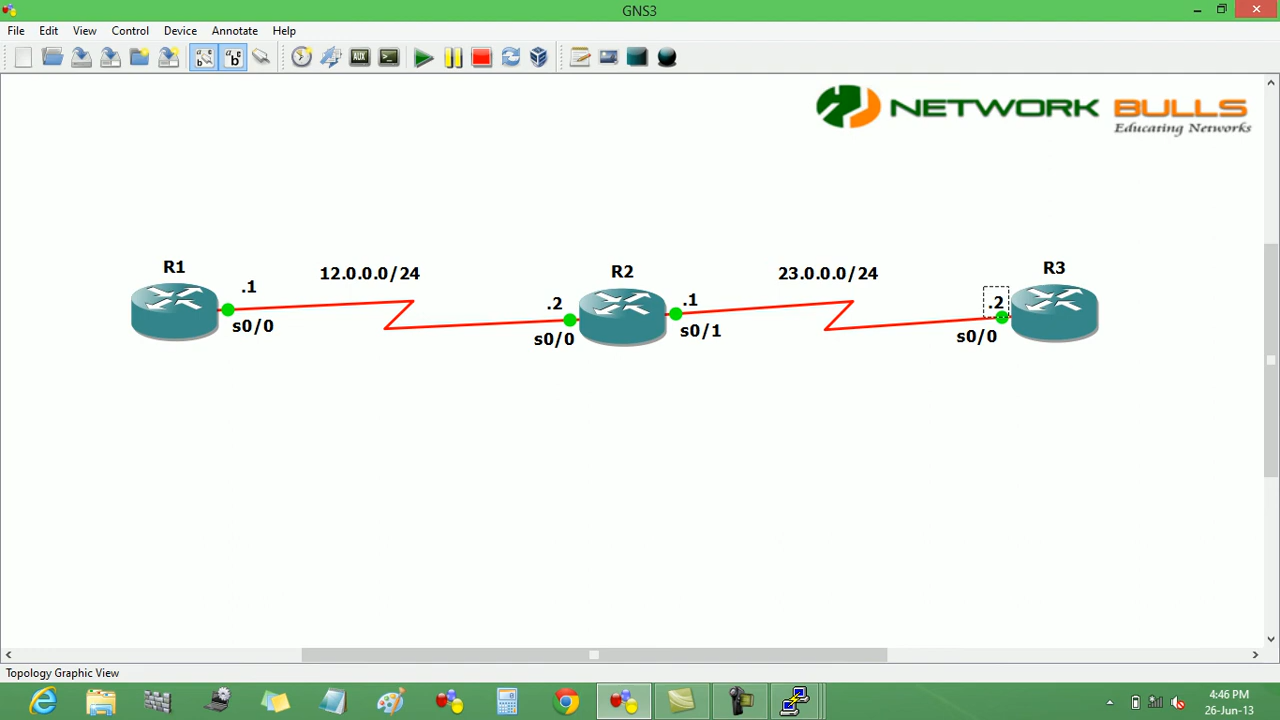 GNS3
File Edit View Control Device Annotate Help
AUX
NETWORK BULLS
Educating Networks
R1
.1
12.0.0.0/24
s0/0
R2
.2
s0/0
.1
s0/1
23.0.0.0/24
R3
.2
s0/0
Topology Graphic View
4:46 PM
26-Jun-13